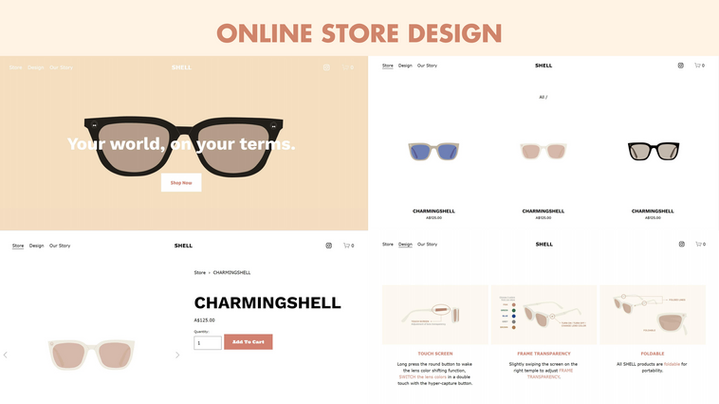 ONLINE STORE DESIGN
Store Design Our Story
SHELL
0
Your world, on your terms.
Shop Now
Store Design Our Story
SHELL
0
All /
CHARMINGSHELL
A$125.00
CHARMINGSHELL
A$125.00
CHARMINGSHELL
A$125.00
Store Design Our Story
SHELL
0
Store › CHARMINGSHELL
CHARMINGSHELL
A$125.00
Quantity:
1
Add To Cart
Store Design Our Story
SHELL
0
TOUCH SCREEN
Long press the round button to wake
the lens color shifting function,
SWITCH the lens colors in a double
touch with the hyper-capture button.
FRAME TRANSPARENCY
Slightly swiping the screen on the
right temple to adjust FRAME
TRANSPARENCY.
FOLDABLE
All SHELL products are foldable for
portability.